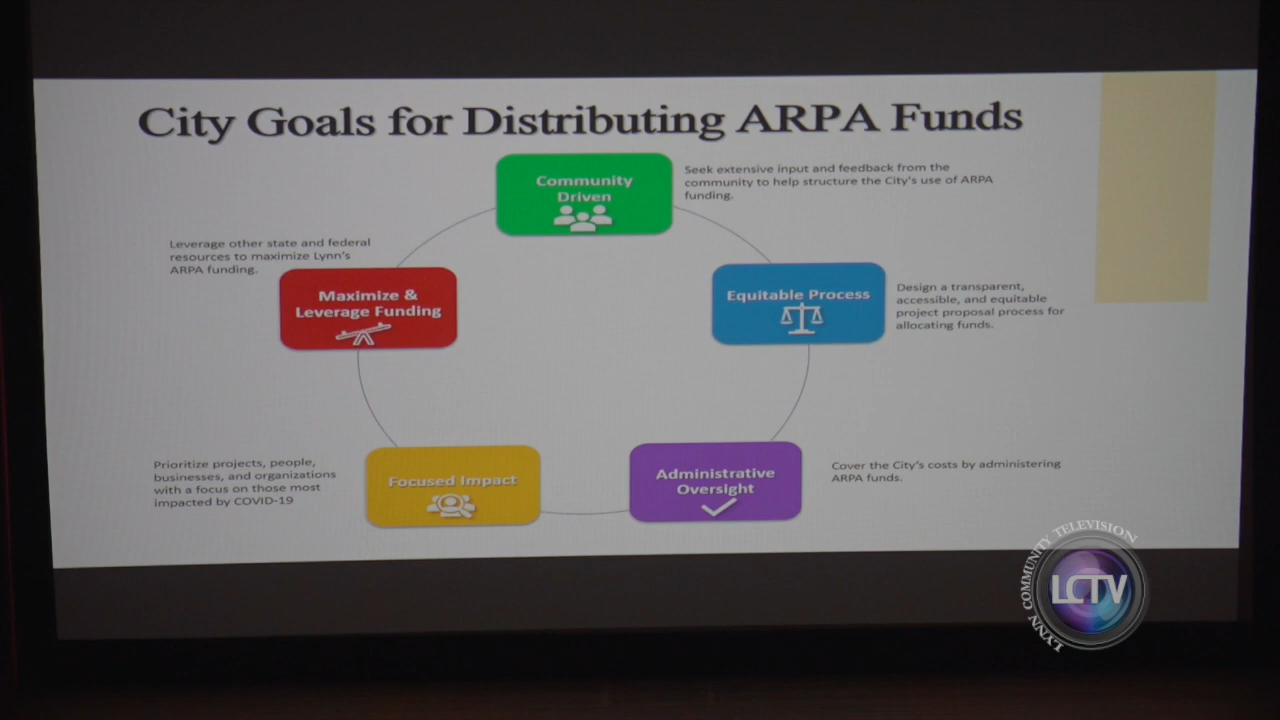 City Goals for Distributing ARPA Funds
Community
Driven
Seek extensive input and feedback from the
community to help structure the City's use of ARPA
funding.
Equitable Process
Design a transparent,
accessible, and equitable
project proposal process for
allocating funds.
Administrative
Oversight
Cover the City's costs by administering
ARPA funds.
Focused Impact
Prioritize projects, people,
businesses, and organizations
with a focus on those most
impacted by COVID-19
Maximize &
Leverage Funding
Leverage other state and federal
resources to maximize Lynn's
ARPA funding.
LYNN COMMUNITY TELEVISION
LCTV